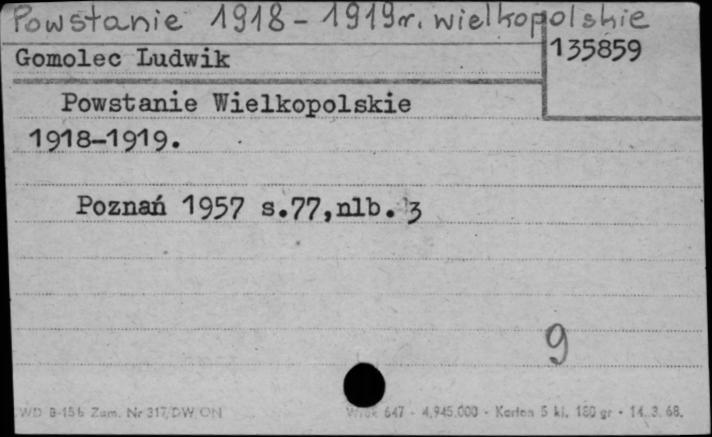 Powstanie 1918-1919r. wielkopolskie
Gomolec Ludwik
135859
Powstanie Wielkopolskie
1918-1919.
Poznań 1957 s.77,nlb. 3
9
WD B-15b Zam. Nr 317/DW/ON 647 - 4.945.000 - Karton 5 kl. 180 gr - 14. 3. 68.